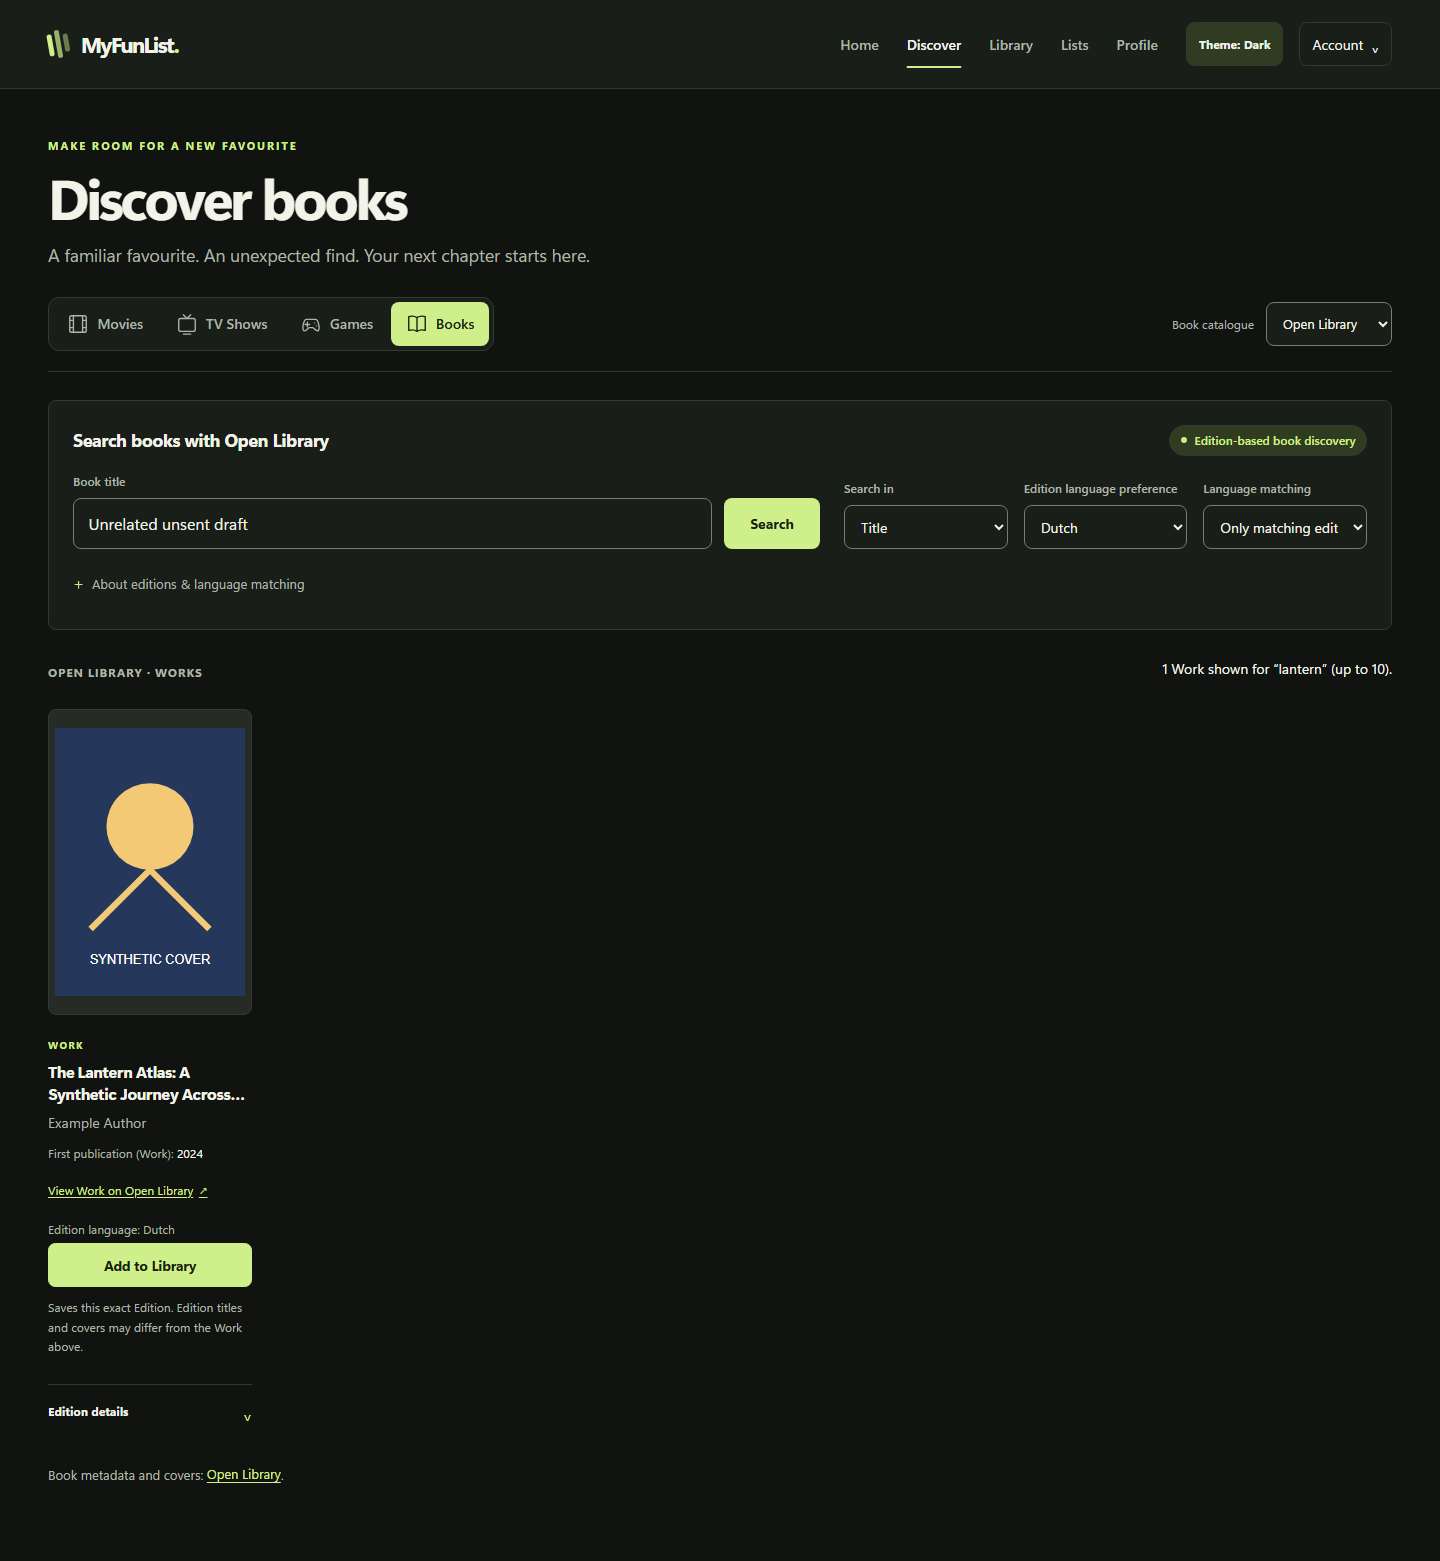 MyFunList.
Home
Discover
Library
Lists
Profile
Theme: Dark
Account v
MAKE ROOM FOR A NEW FAVOURITE
Discover books
A familiar favourite. An unexpected find. Your next chapter starts here.
Movies
TV Shows
Games
Books
Book catalogue
Open Library
Search books with Open Library
Edition-based book discovery
Book title
Search in
Edition language preference
Language matching
Unrelated unsent draft
Search
Title
Dutch
Only matching edit
+ About editions & language matching
OPEN LIBRARY · WORKS
1 Work shown for “lantern” (up to 10).
SYNTHETIC COVER
WORK
The Lantern Atlas: A
Synthetic Journey Across…
Example Author
First publication (Work): 2024
View Work on Open Library ↗
Edition language: Dutch
Add to Library
Saves this exact Edition. Edition titles
and covers may differ from the Work
above.
Edition details v
Book metadata and covers: Open Library.